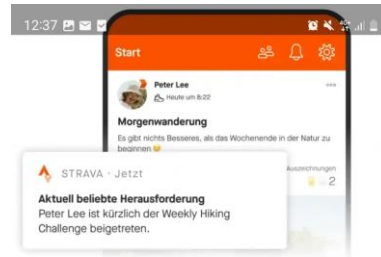 12:37
4G+
Start
Peter Lee
Heute um 8:22
Morgenwanderung
Es gibt nichts Besseres, als das Wochenende in der Natur zu
beginnen
Auszeichnungen
2
STRAVA · Jetzt
Aktuell beliebte Herausforderung
Peter Lee ist kürzlich der Weekly Hiking
Challenge beigetreten.